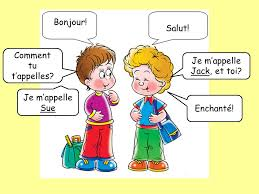 Bonjour!
Salut!
Comment
tu
t'appelles?
Je m'appelle
Jack, et toi?
Je m'appelle
Sue
Enchanté!